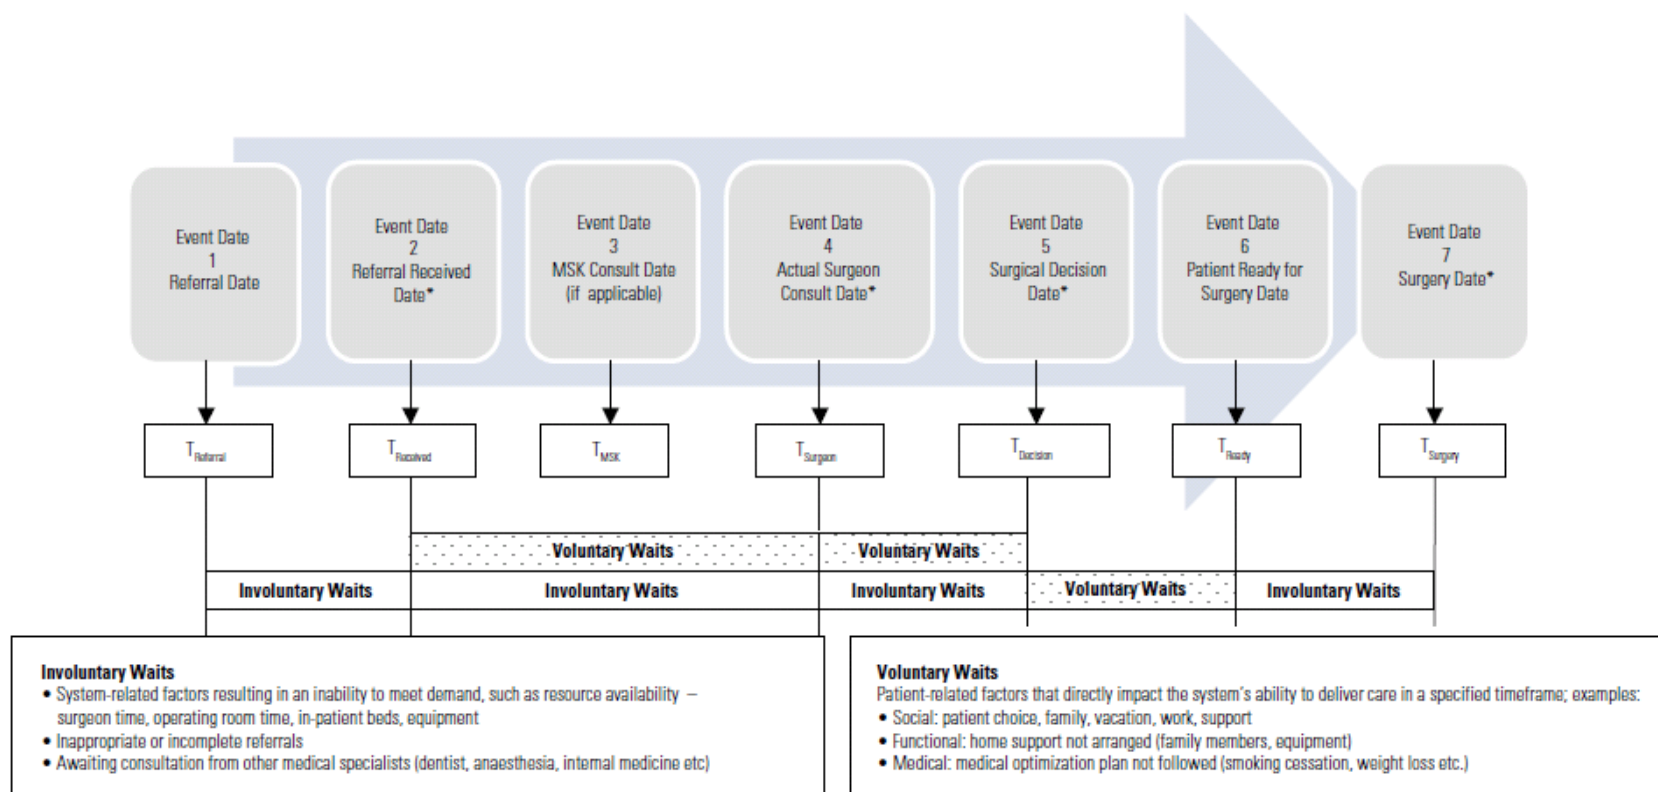 Event Date
1
Referral Date
Event Date
2
Referral Received
Date*
Event Date
3
MSK Consult Date
(if applicable)
Event Date
4
Actual Surgeon
Consult Date*
Event Date
5
Surgical Decision
Date*
Event Date
6
Patient Ready for
Surgery Date
Event Date
7
Surgery Date*
T Referral
T Received
T MSK
T Surgeon
T Decision
T Ready
T Surgery
Voluntary Waits
Voluntary Waits
Involuntary Waits
Involuntary Waits
Involuntary Waits
Voluntary Waits
Involuntary Waits
Involuntary Waits
• System-related factors resulting in an inability to meet demand, such as resource availability –
surgeon time, operating room time, in-patient beds, equipment
• Inappropriate or incomplete referrals
• Awaiting consultation from other medical specialists (dentist, anaesthesia, internal medicine etc)
Voluntary Waits
Patient-related factors that directly impact the system's ability to deliver care in a specified timeframe; examples:
• Social: patient choice, family, vacation, work, support
• Functional: home support not arranged (family members, equipment)
• Medical: medical optimization plan not followed (smoking cessation, weight loss etc.)